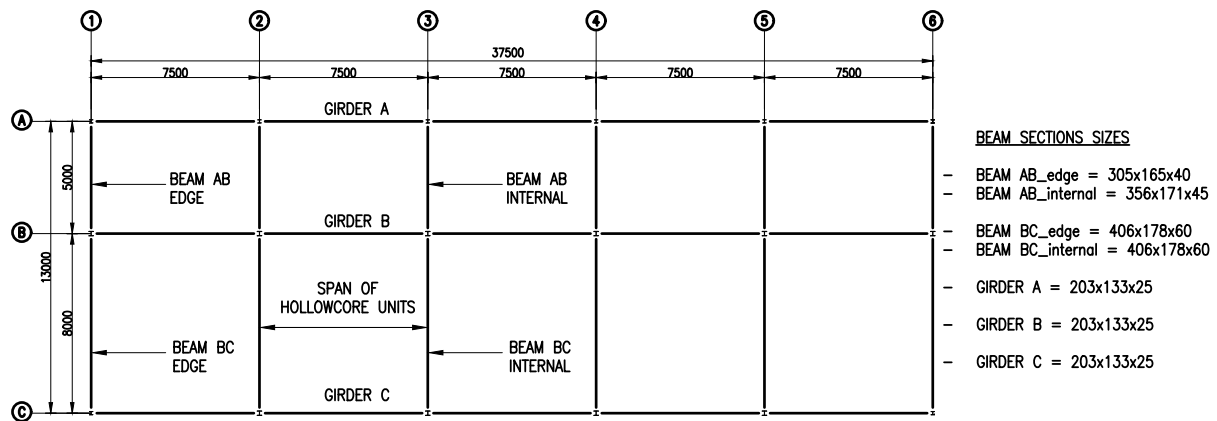 1 2 3 4 5 6
37500
7500 7500 7500 7500 7500
GIRDER A
A
BEAM SECTIONS SIZES
5000
BEAM AB
EDGE
BEAM AB
INTERNAL
- BEAM AB_edge = 305x165x40
- BEAM AB_internal = 356x171x45
GIRDER B
B
- BEAM BC_edge = 406x178x60
- BEAM BC_internal = 406x178x60
13000
SPAN OF
HOLLOWCORE UNITS
- GIRDER A = 203x133x25
- GIRDER B = 203x133x25
8000
BEAM BC
EDGE
BEAM BC
INTERNAL
- GIRDER C = 203x133x25
GIRDER C
C